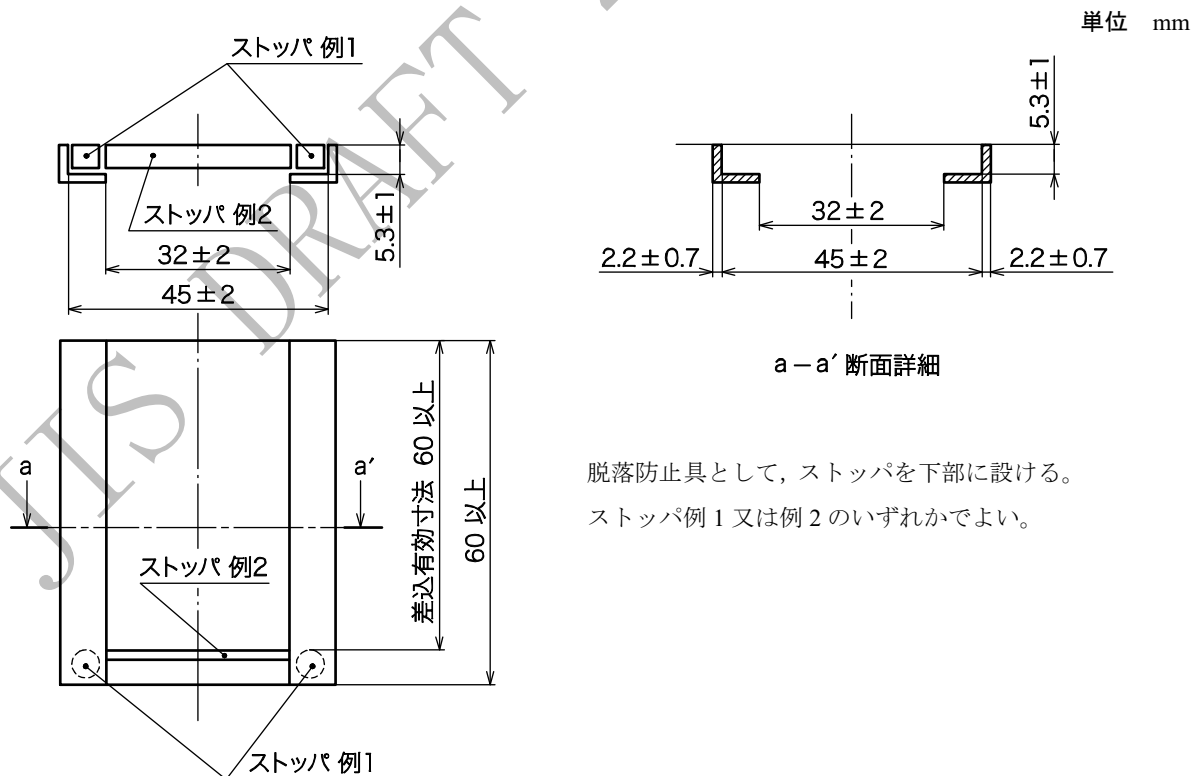 単位　mm
ストッパ 例1
ストッパ 例2
5.3±1
32±2
45±2
5.3±1
32±2
2.2±0.7
45±2
2.2±0.7
a－a′断面詳細
a
a′
差込有効寸法 60 以上
60 以上
ストッパ 例2
ストッパ 例1
脱落防止具として, ストッパを下部に設ける。
ストッパ例 1 又は例 2 のいずれかでよい。
JIS DRAFT